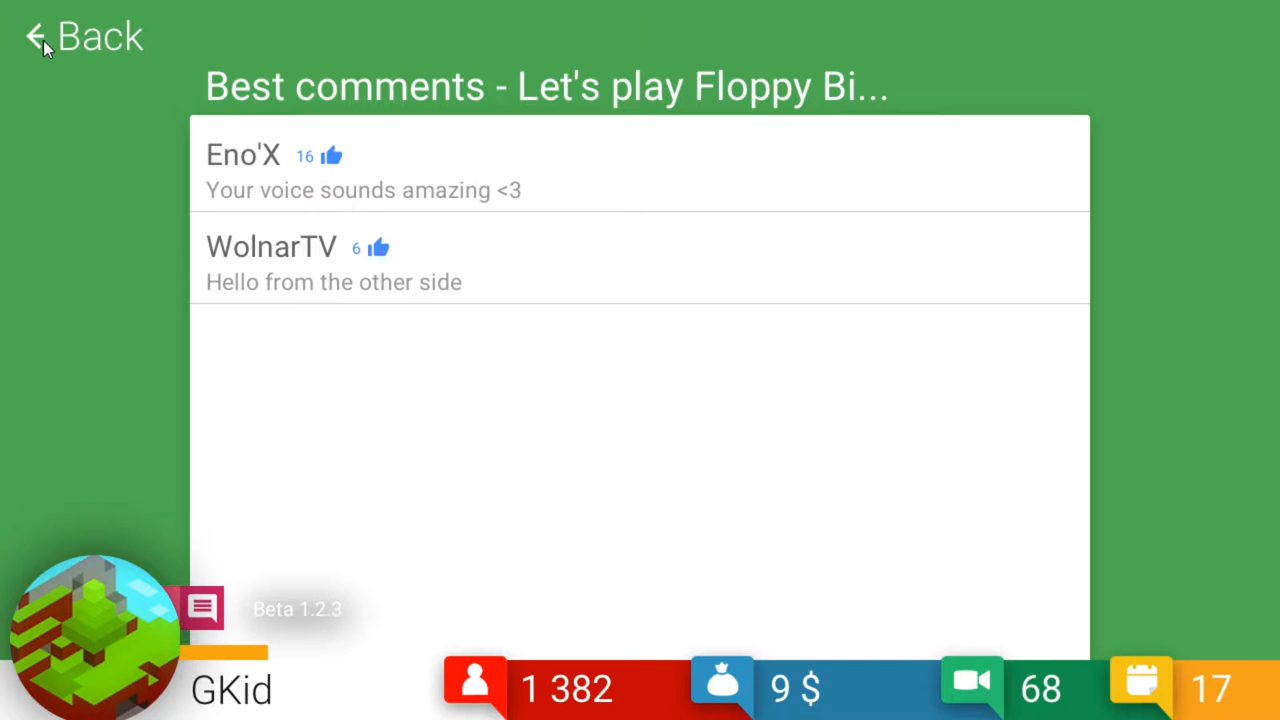 Back
Best comments - Let's play Floppy Bi...
Eno'X 16
Your voice sounds amazing <3
WolnarTV 6
Hello from the other side
Beta 1.2.3
GKid 1 382 9 $ 68 17